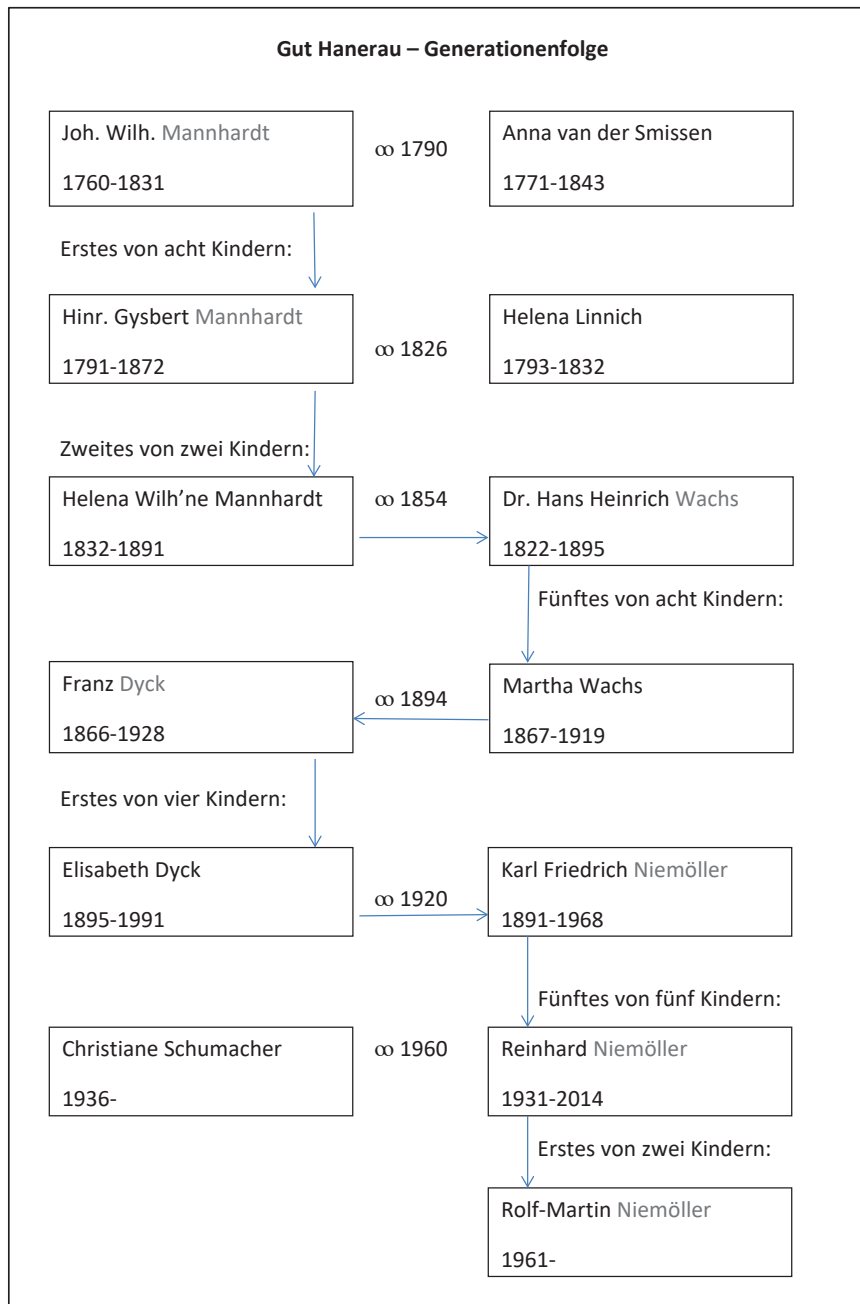 Gut Hanerau – Generationenfolge
Joh. Wilh. Mannhardt
1760-1831
ꝏ 1790
Anna van der Smissen
1771-1843
Erstes von acht Kindern:
Hinr. Gysbert Mannhardt
1791-1872
ꝏ 1826
Helena Linnich
1793-1832
Zweites von zwei Kindern:
Helena Wilh’ne Mannhardt
1832-1891
ꝏ 1854
Dr. Hans Heinrich Wachs
1822-1895
Fünftes von acht Kindern:
Franz Dyck
1866-1928
ꝏ 1894
Martha Wachs
1867-1919
Erstes von vier Kindern:
Elisabeth Dyck
1895-1991
ꝏ 1920
Karl Friedrich Niemöller
1891-1968
Fünftes von fünf Kindern:
Christiane Schumacher
1936-
ꝏ 1960
Reinhard Niemöller
1931-2014
Erstes von zwei Kindern:
Rolf-Martin Niemöller
1961-